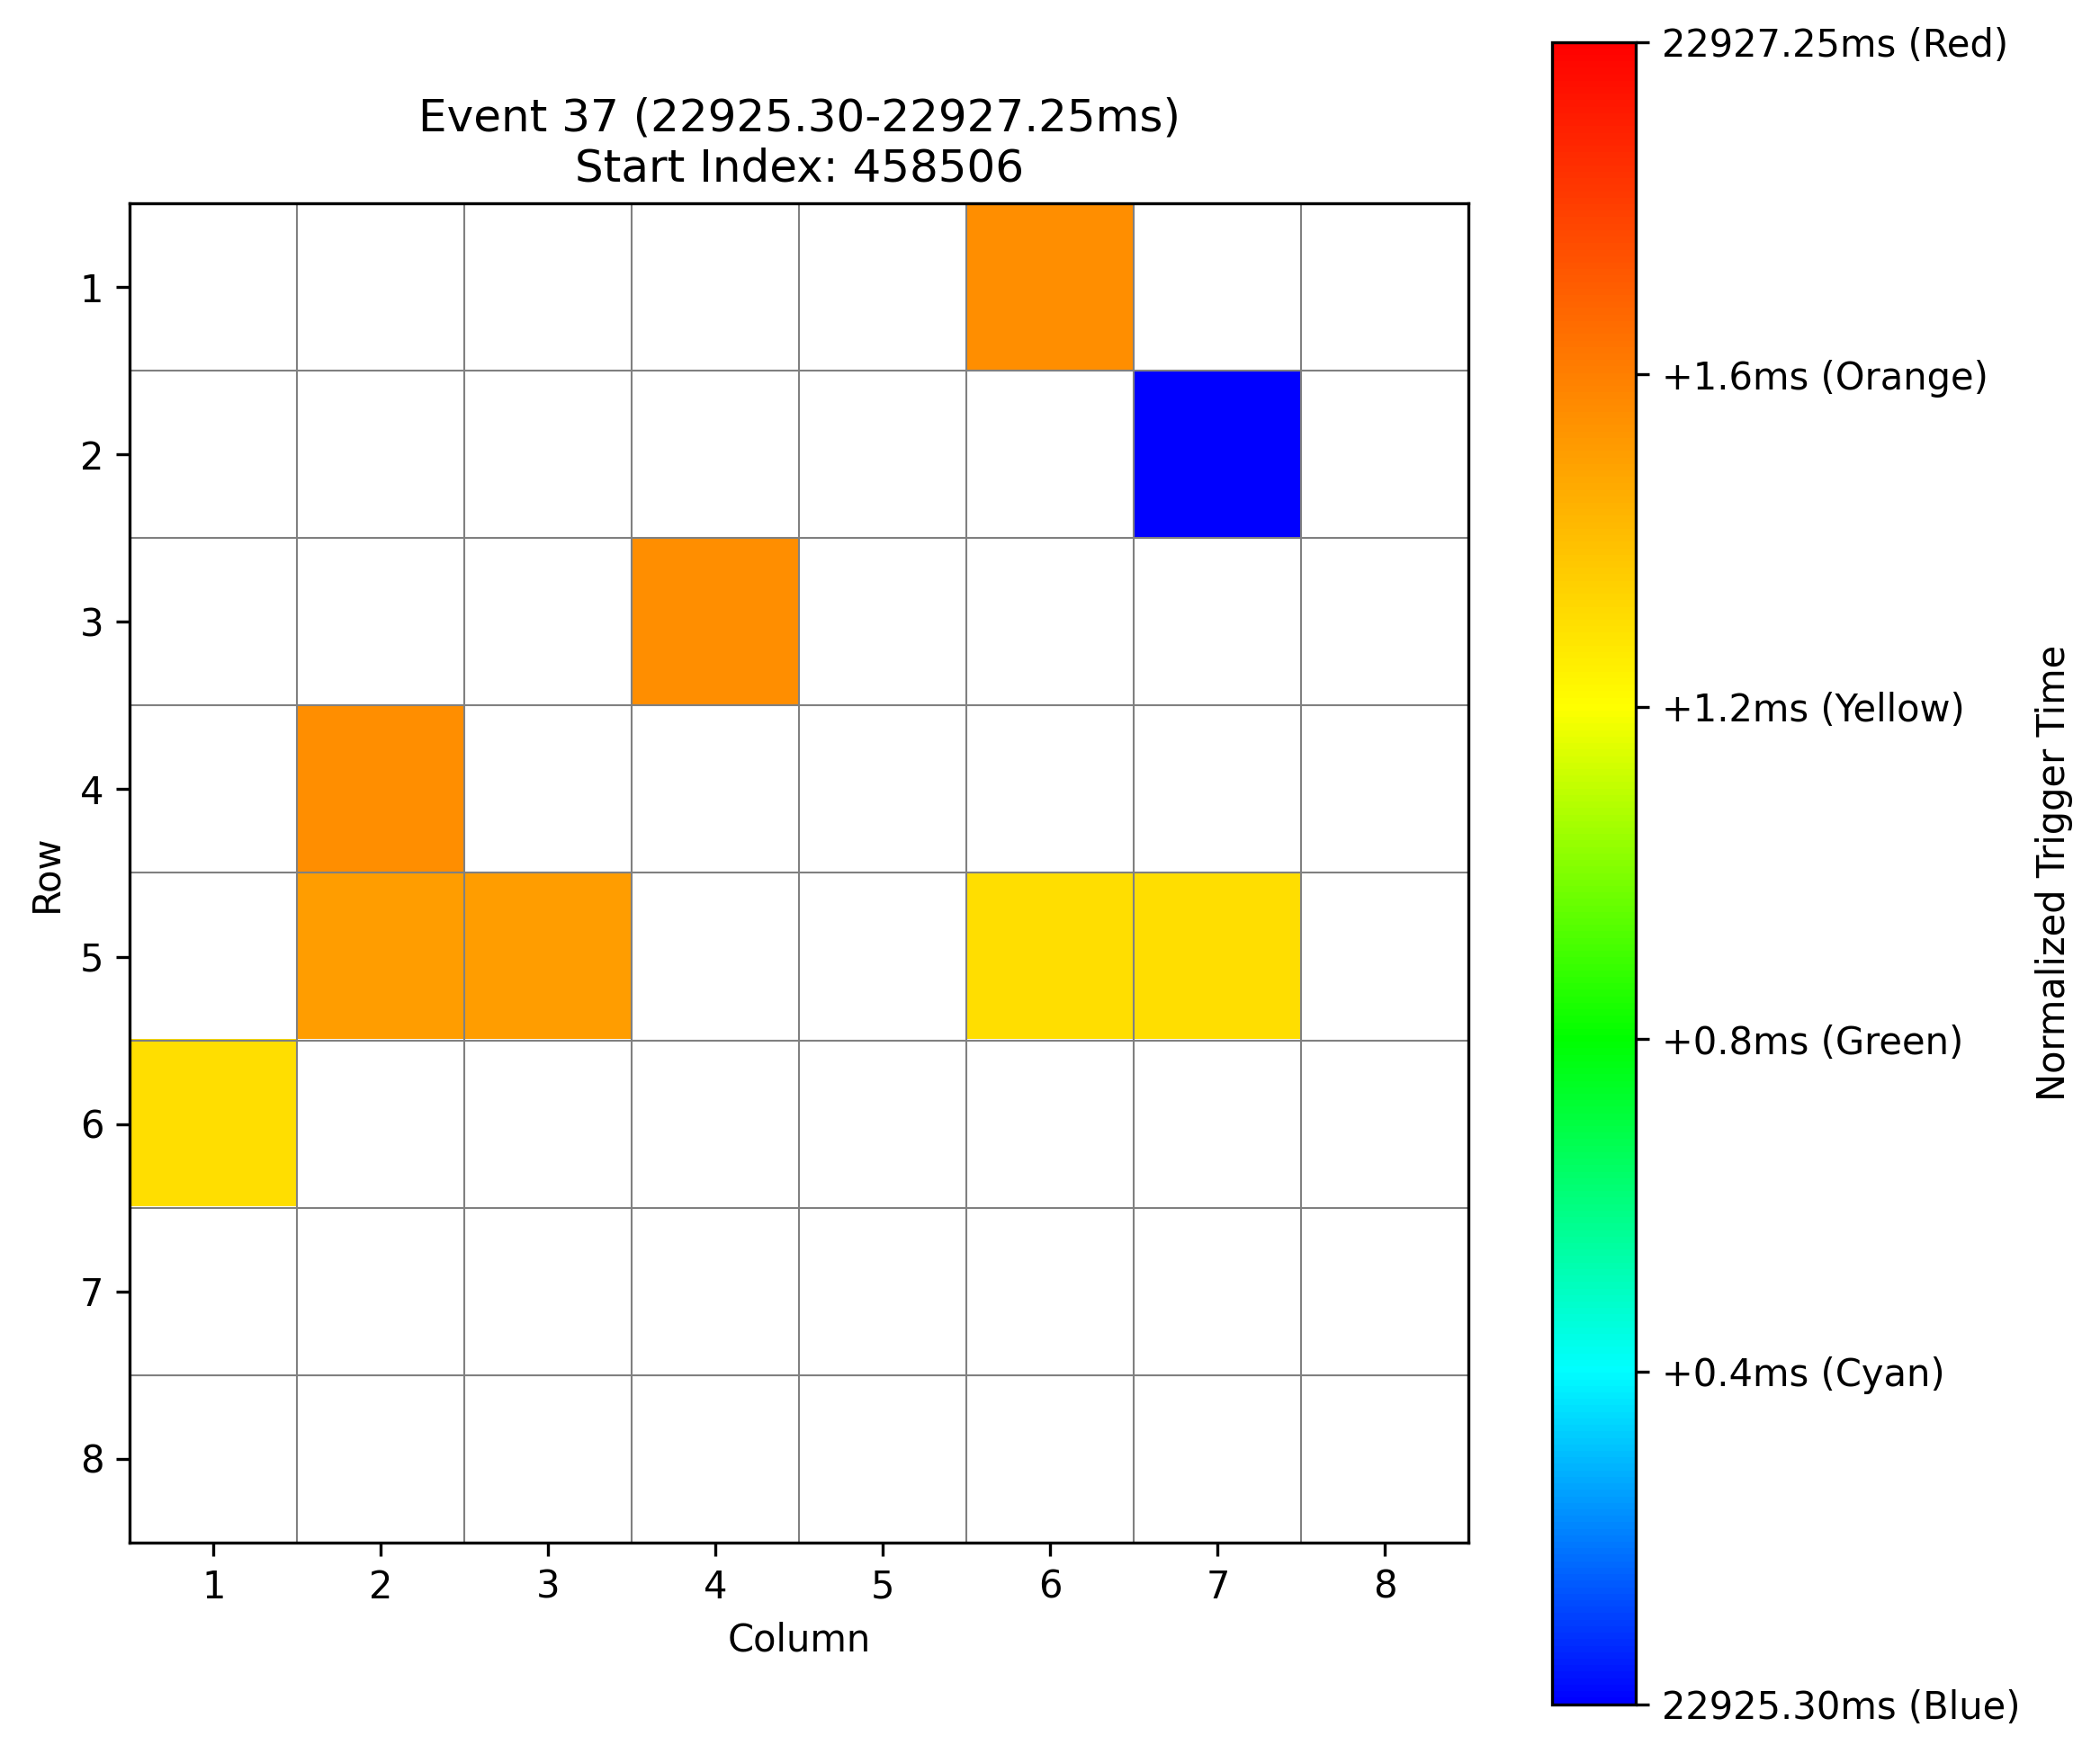 Event 37 (22925.30-22927.25ms)
Start Index: 458506
1
2
3
4
5
6
7
8
Row
1 2 3 4 5 6 7 8
Column
22927.25ms (Red)
+1.6ms (Orange)
+1.2ms (Yellow)
+0.8ms (Green)
+0.4ms (Cyan)
22925.30ms (Blue)
Normalized Trigger Time